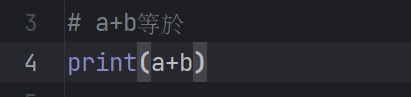 3 # a+b等於
4 print(a+b)